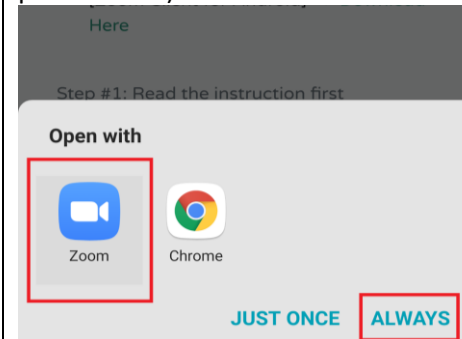 Here
Step #1: Read the instruction first
Open with
Zoom
Chrome
JUST ONCE
ALWAYS